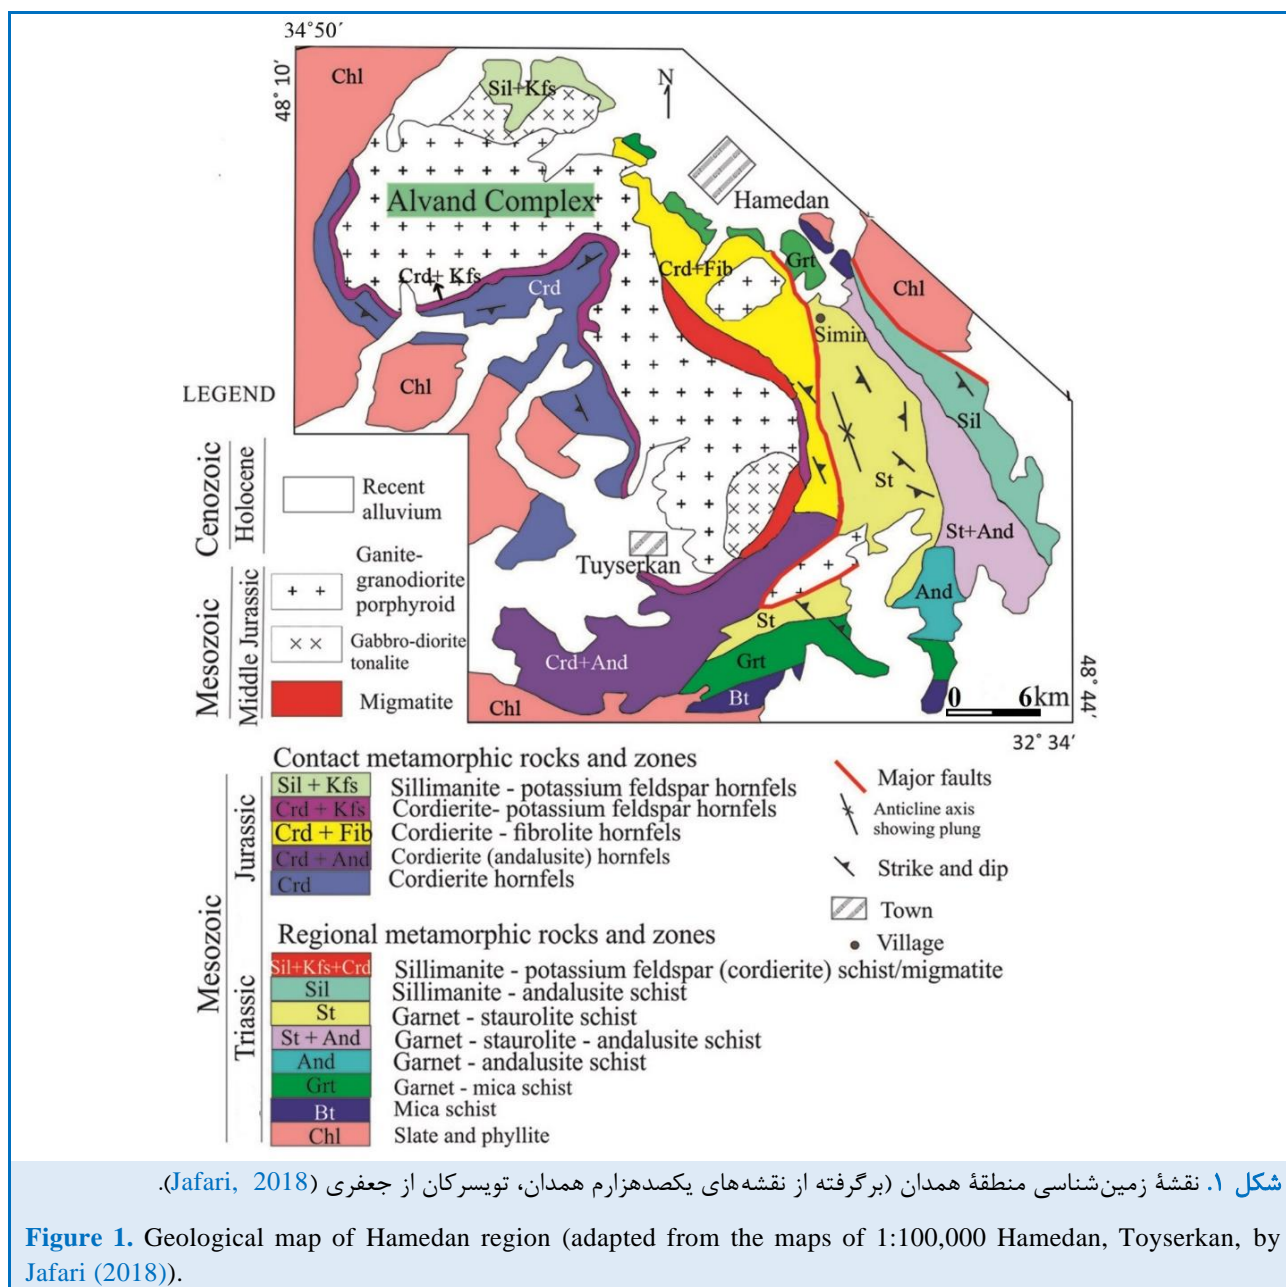 34˚50´
48˚ 10´
Chl
Sil+Kfs
N
Alvand Complex
Hamedan
Crd+Fib
Grt
Chl
Crd+ Kfs
Crd
Simin
Chl
Sil
St
St+And
Tuyserkan
And
St
Crd+And
Grt
Chl
Bt
0 6km
48˚ 44´
32˚ 34´
LEGEND
Cenozoic
Holocene
Recent
alluvium
Mesozoic
Middle Jurassic
Ganite-
granodiorite
porphyroid
Gabbro-diorite
tonalite
Migmatite
Contact metamorphic rocks and zones
Mesozoic
Jurassic
Sil + Kfs Sillimanite - potassium feldspar hornfels
Crd + Kfs Cordierite- potassium feldspar hornfels
Crd + Fib Cordierite - fibrolite hornfels
Crd + And Cordierite (andalusite) hornfels
Crd Cordierite hornfels
Regional metamorphic rocks and zones
Triassic
Sil+Kfs+Crd Sillimanite - potassium feldspar (cordierite) schist/migmatite
Sil Sillimanite - andalusite schist
St Garnet - staurolite schist
St + And Garnet - staurolite - andalusite schist
And Garnet - andalusite schist
Grt Garnet - mica schist
Bt Mica schist
Chl Slate and phyllite
Major faults
Anticline axis
showing plung
Strike and dip
Town
Village
شکل ۱. نقشهٔ زمین‌شناسی منطقهٔ همدان (برگرفته از نقشه‌های یکصدهزارم همدان، تویسرکان از جعفری (Jafari, 2018).
Figure 1. Geological map of Hamedan region (adapted from the maps of 1:100,000 Hamedan, Toyserkan, by
Jafari (2018)).